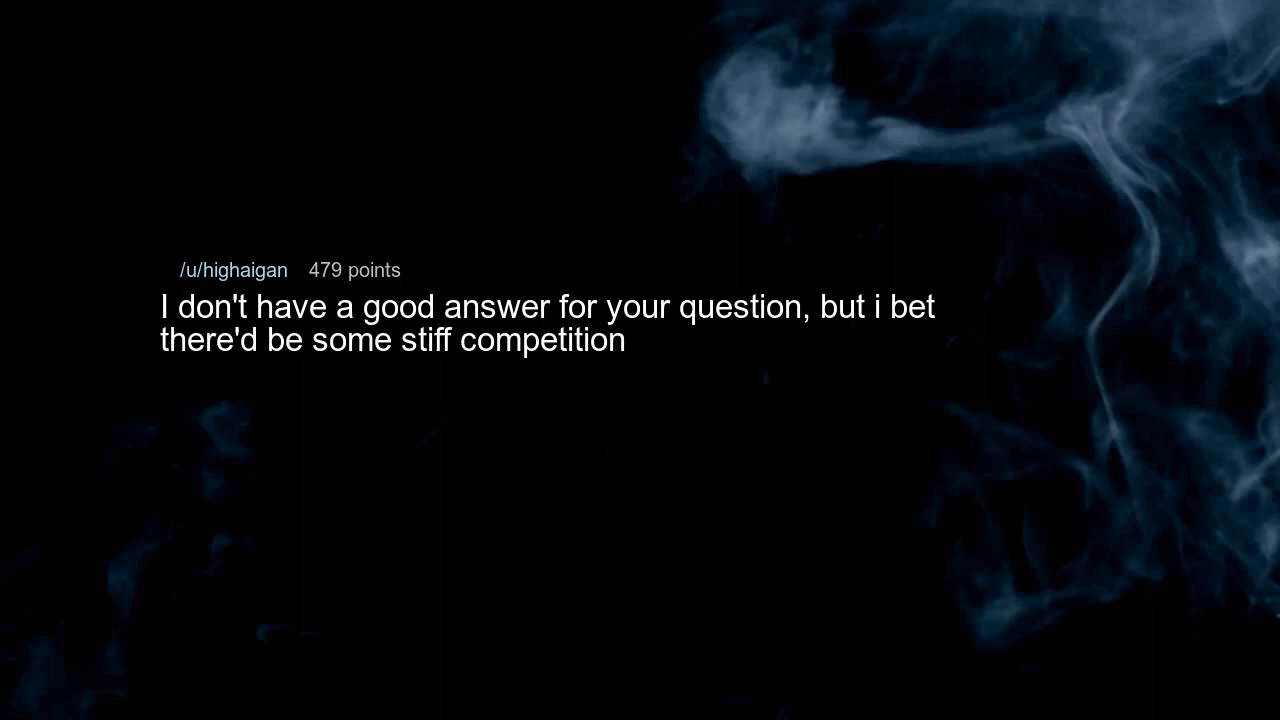 /u/highaigan 479 points
I don't have a good answer for your question, but i bet
there'd be some stiff competition